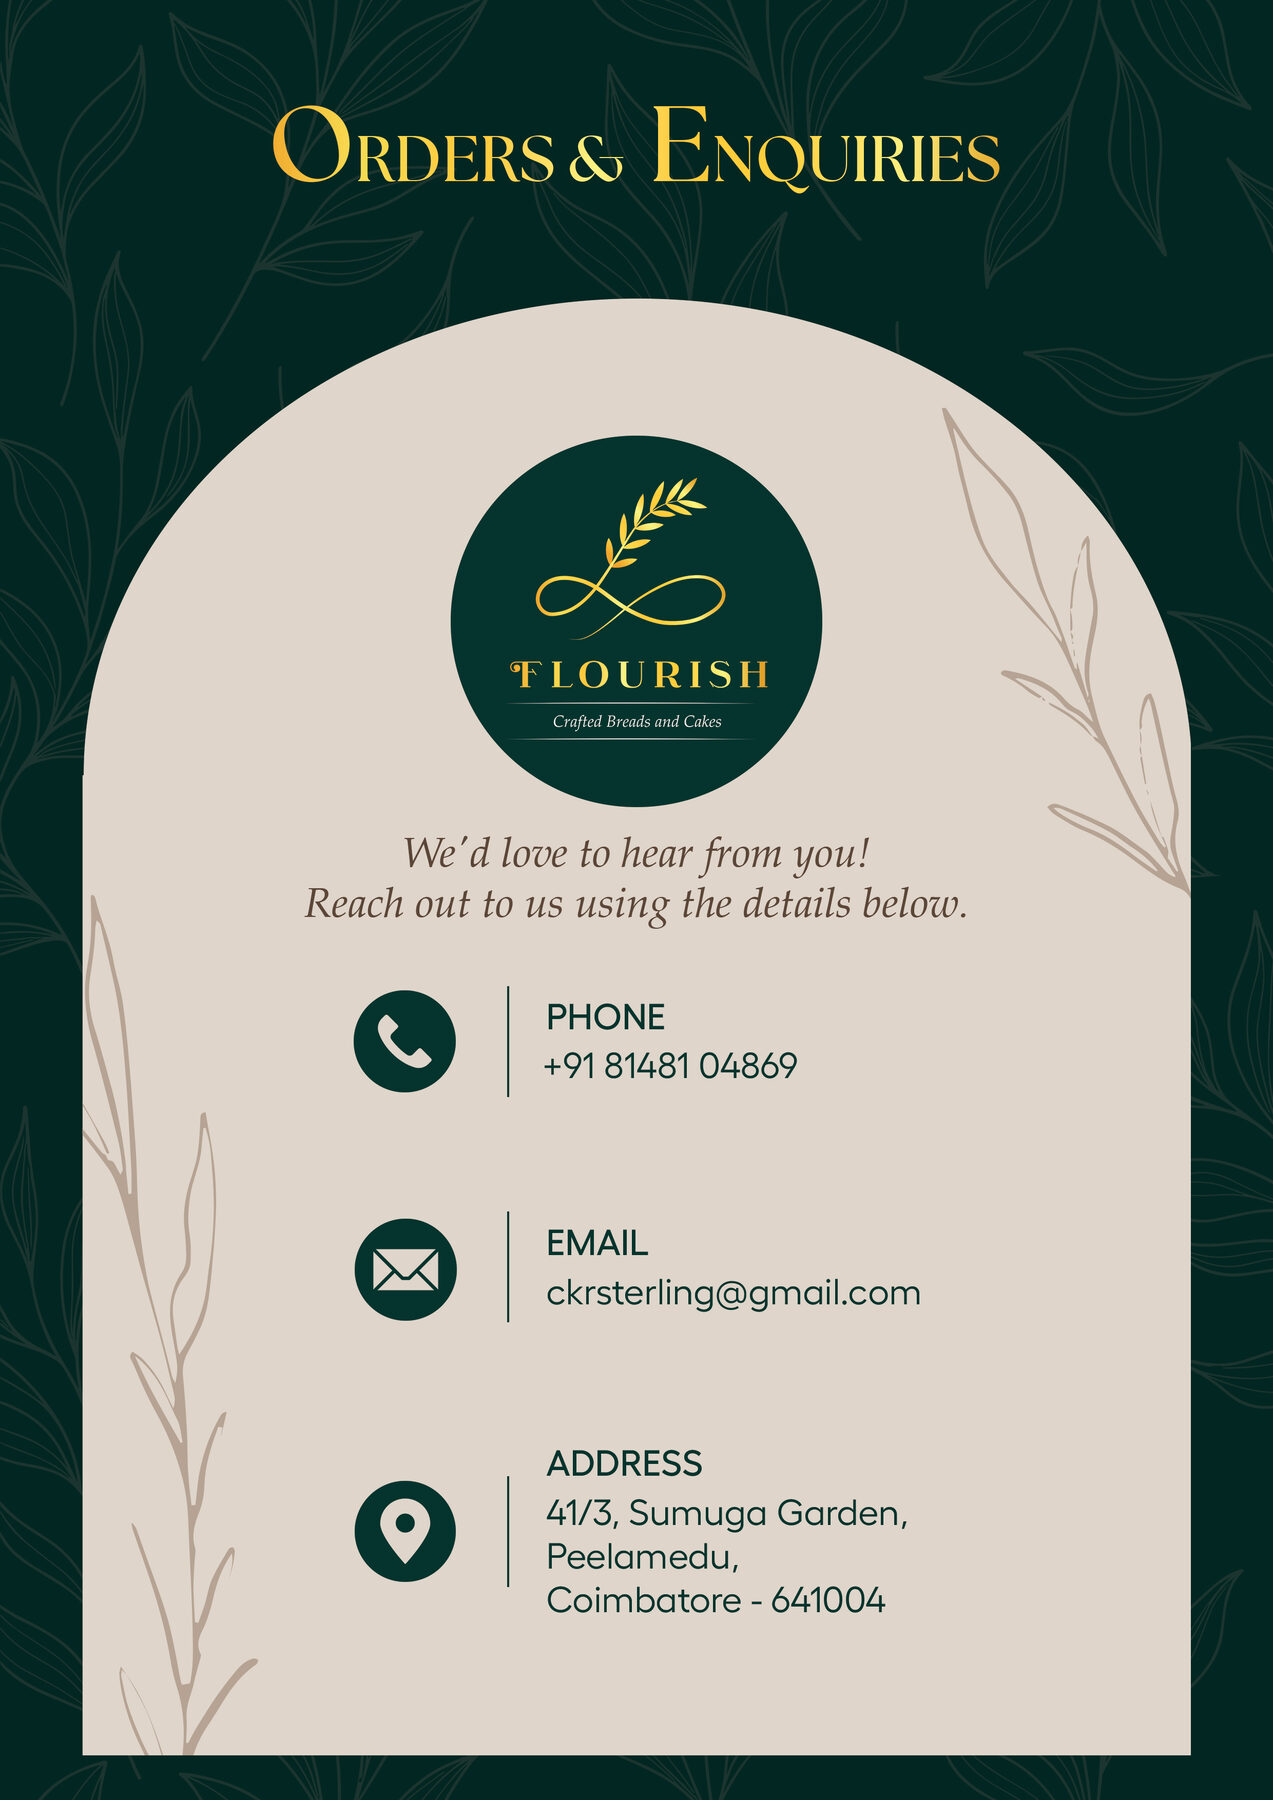 ORDERS & ENQUIRIES
FLOURISH
Crafted Breads and Cakes
We'd love to hear from you!
Reach out to us using the details below.
PHONE
+91 81481 04869
EMAIL
ckrsterling@gmail.com
ADDRESS
41/3, Sumuga Garden,
Peelamedu,
Coimbatore - 641004